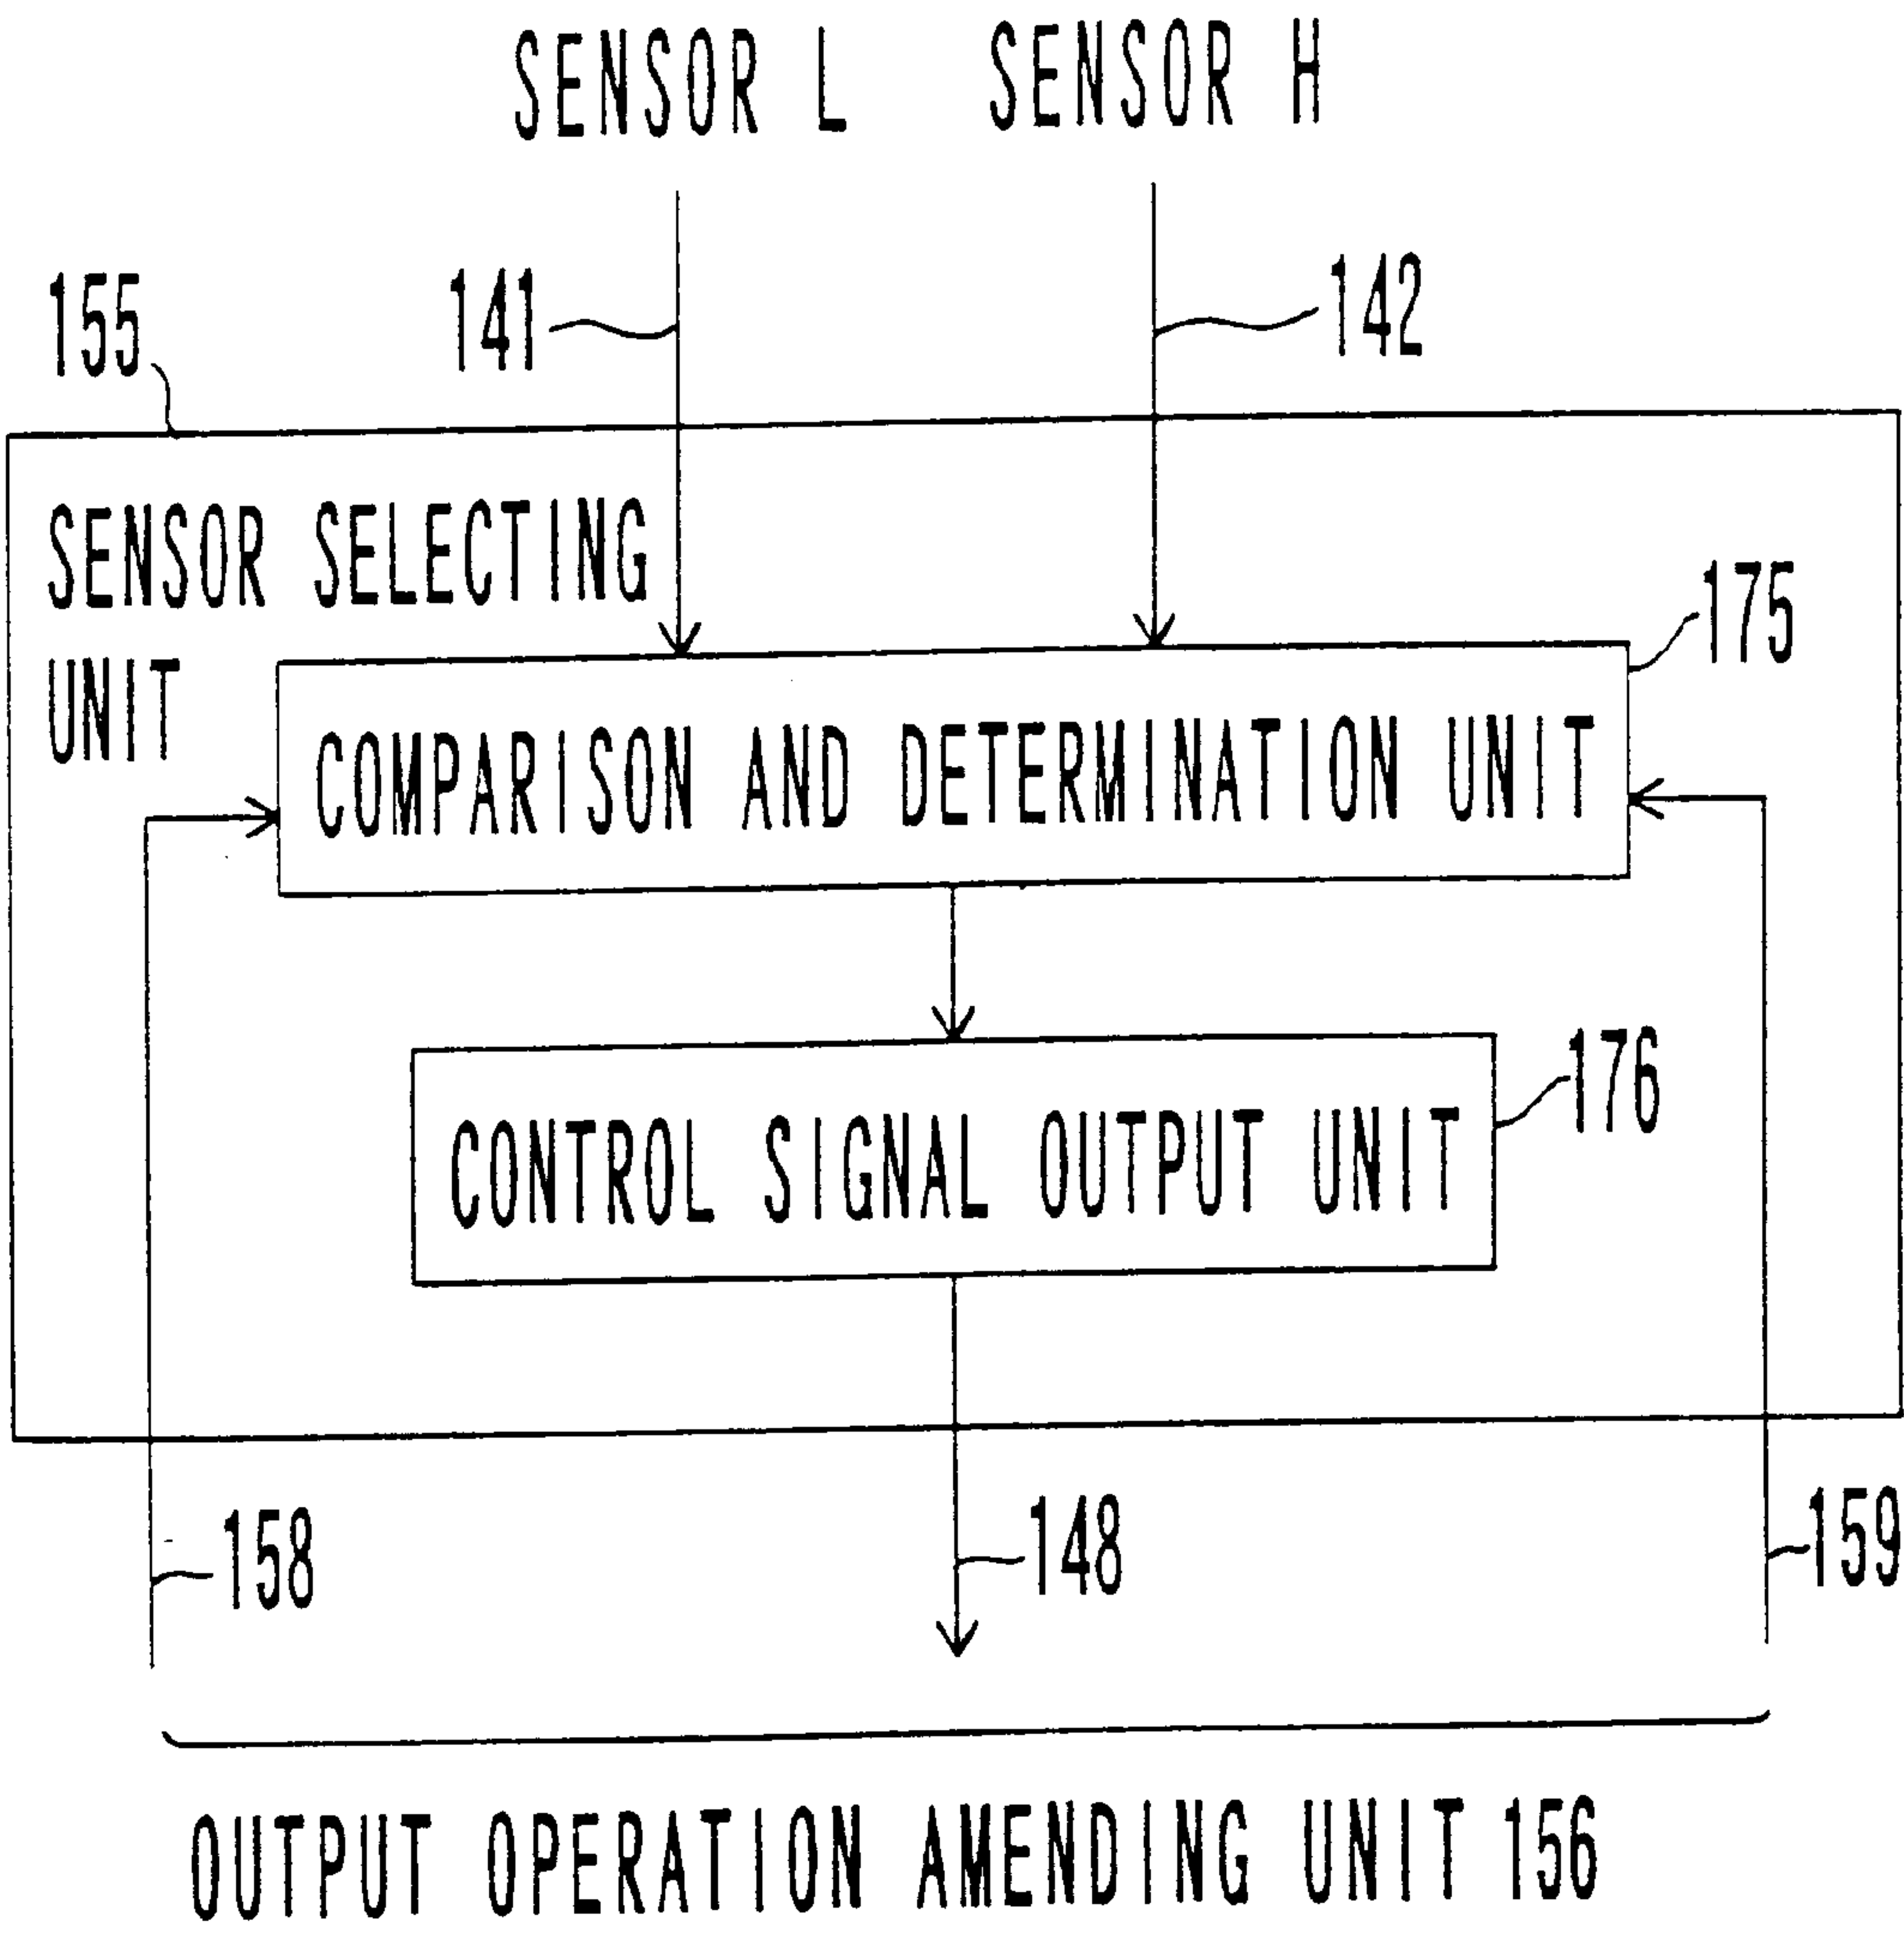 SENSOR L SENSOR H
155
141
142
SENSOR SELECTING
UNIT
175
COMPARISON AND DETERMINATION UNIT
176
CONTROL SIGNAL OUTPUT UNIT
158
148
159
OUTPUT OPERATION AMENDING UNIT 156